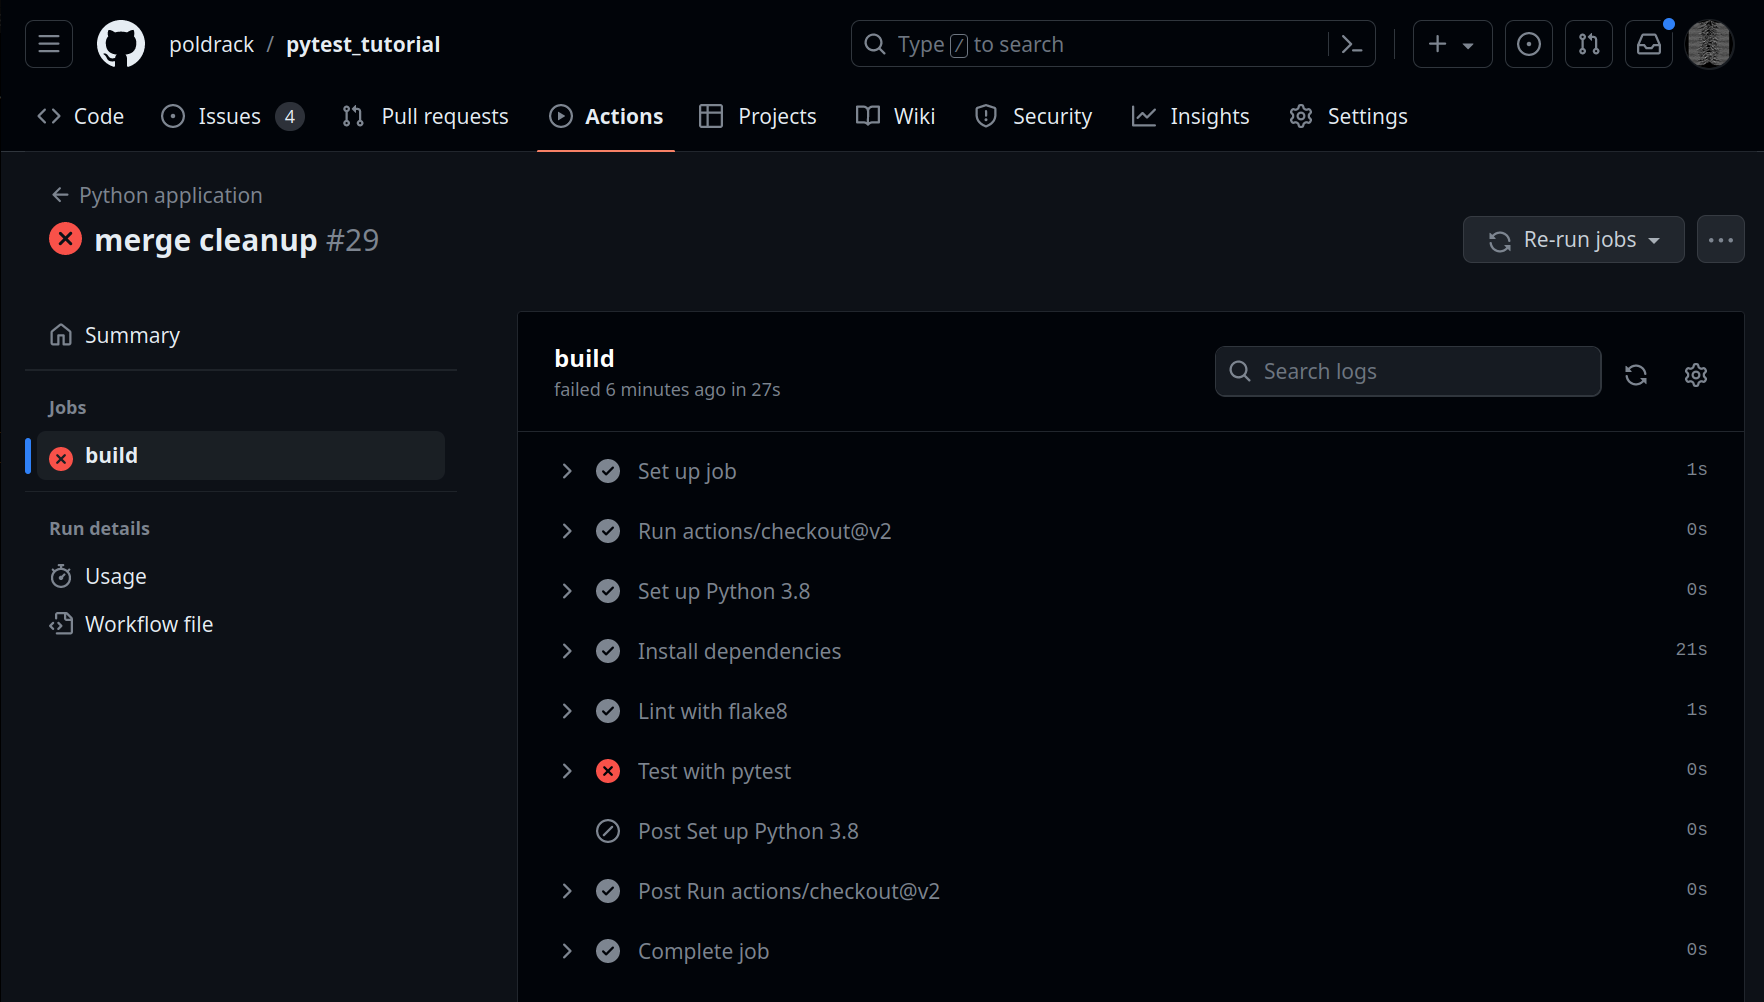 poldrack / pytest_tutorial
Type / to search
Code
Issues 4
Pull requests
Actions
Projects
Wiki
Security
Insights
Settings
Python application
merge cleanup #29
Re-run jobs
Summary
Jobs
build
Run details
Usage
Workflow file
build
failed 6 minutes ago in 27s
Search logs
Set up job 1s
Run actions/checkout@v2 0s
Set up Python 3.8 0s
Install dependencies 21s
Lint with flake8 1s
Test with pytest 0s
Post Set up Python 3.8 0s
Post Run actions/checkout@v2 0s
Complete job 0s